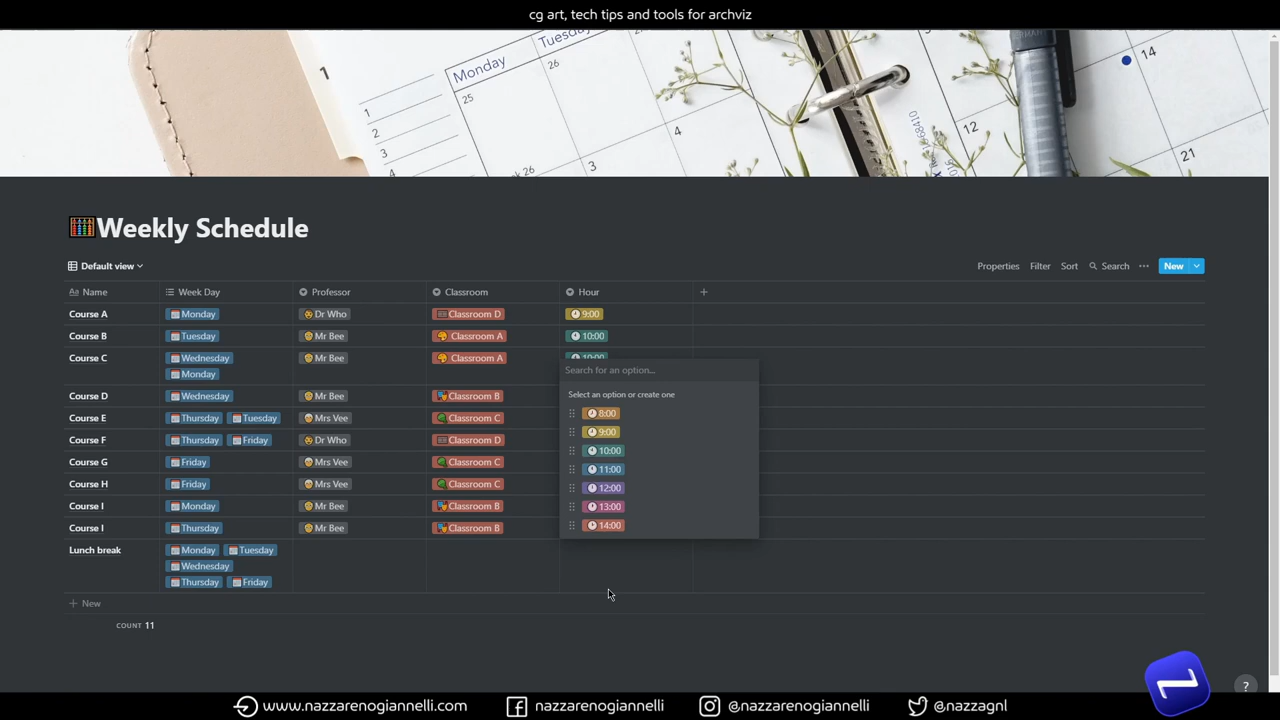 cg art, tech tips and tools for archviz
1
Monday
Tuesday
25
26
1
2
3
4
3
4
12
14
21
Weekly Schedule
Default view
Properties Filter Sort Search ••• New
Aa Name Week Day Professor Classroom Hour +
Course A Monday Dr Who Classroom D 9:00
Course B Tuesday Mr Bee Classroom A 10:00
Course C Wednesday Mr Bee Classroom A 10:00
Monday
Search for an option...
Select an option or create one
8:00
9:00
10:00
11:00
12:00
13:00
14:00
Course D Wednesday Mr Bee Classroom B
Course E Thursday Tuesday Mrs Vee Classroom C
Course F Thursday Friday Dr Who Classroom D
Course G Friday Mrs Vee Classroom C
Course H Friday Mrs Vee Classroom C
Course I Monday Mr Bee Classroom B
Course I Thursday Mr Bee Classroom B
Lunch break Monday Tuesday
Wednesday
Thursday Friday
+ New
COUNT 11
?
www.nazzarenogiannelli.com nazzarenogiannelli @nazzarenogiannelli @nazzagnl